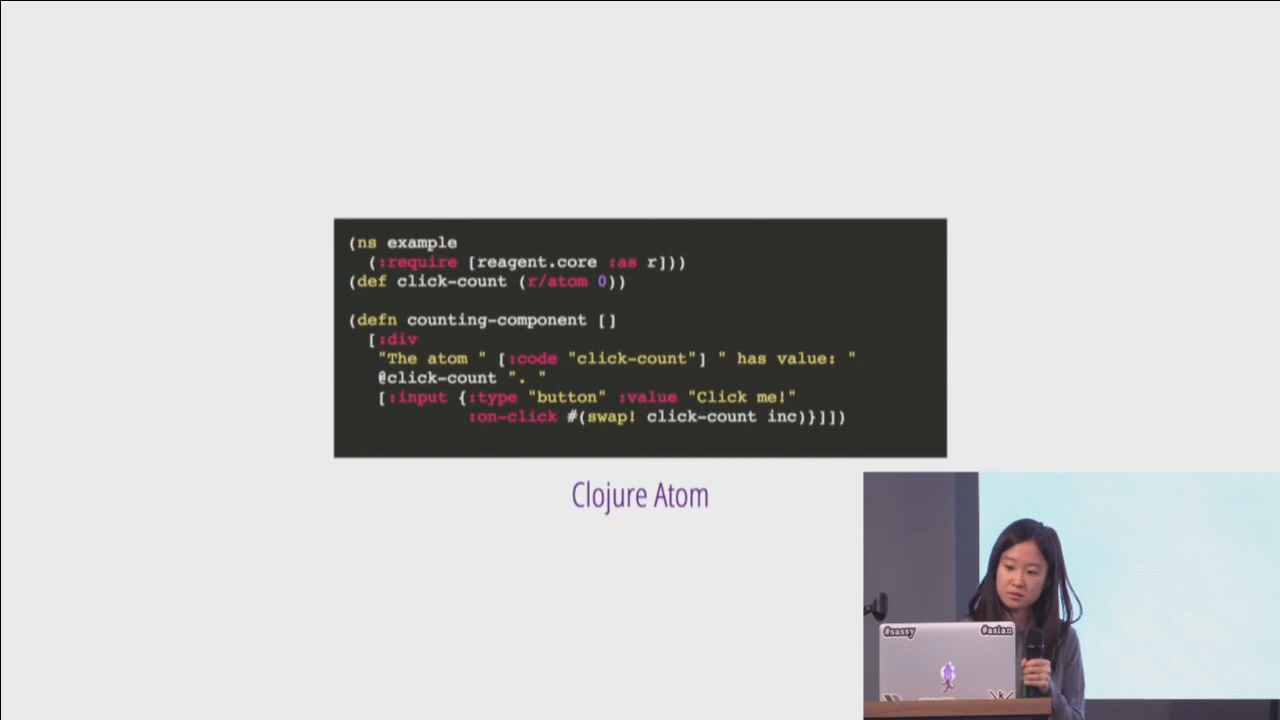 (ns example
  (:require [reagent.core :as r]))
(def click-count (r/atom 0))
(defn counting-component []
  [:div
   "The atom " [:code "click-count"] " has value: "
   @click-count ". "
   [:input {:type "button" :value "Click me!"
            :on-click #(swap! click-count inc)}]])
Clojure Atom
#sassy
#asian